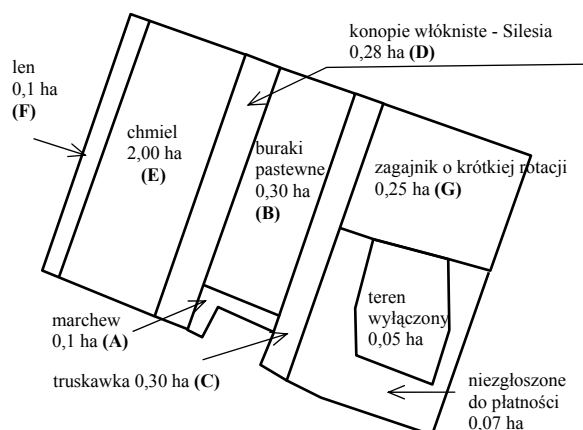 konopie włókniste - Silesia
0,28 ha (D)
len
0,1 ha
(F)
chmiel
2,00 ha
(E)
buraki
pastewne
0,30 ha
(B)
zagajnik o krótkiej rotacji
0,25 ha (G)
teren
wyłączony
0,05 ha
marchew
0,1 ha (A)
truskawka 0,30 ha (C)
niezgłoszone
do płatności
0,07 ha